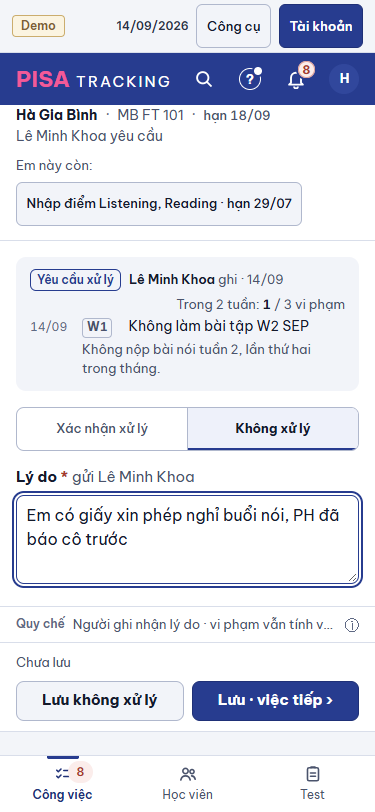 Demo
14/09/2026
Công cụ
Tài khoản
PISA TRACKING
?
8
H
Hà Gia Bình · MB FT 101 · hạn 18/09
Lê Minh Khoa yêu cầu
Em này còn:
Nhập điểm Listening, Reading · hạn 29/07
Yêu cầu xử lý Lê Minh Khoa ghi · 14/09
Trong 2 tuần: 1 / 3 vi phạm
14/09 W1 Không làm bài tập W2 SEP
Không nộp bài nói tuần 2, lần thứ hai
trong tháng.
Xác nhận xử lý
Không xử lý
Lý do * gửi Lê Minh Khoa
Em có giấy xin phép nghỉ buổi nói, PH đã
báo cô trước
Quy chế Người ghi nhận lý do · vi phạm vẫn tính v...
Chưa lưu
Lưu không xử lý
Lưu · việc tiếp ›
8
Công việc
Học viên
Test